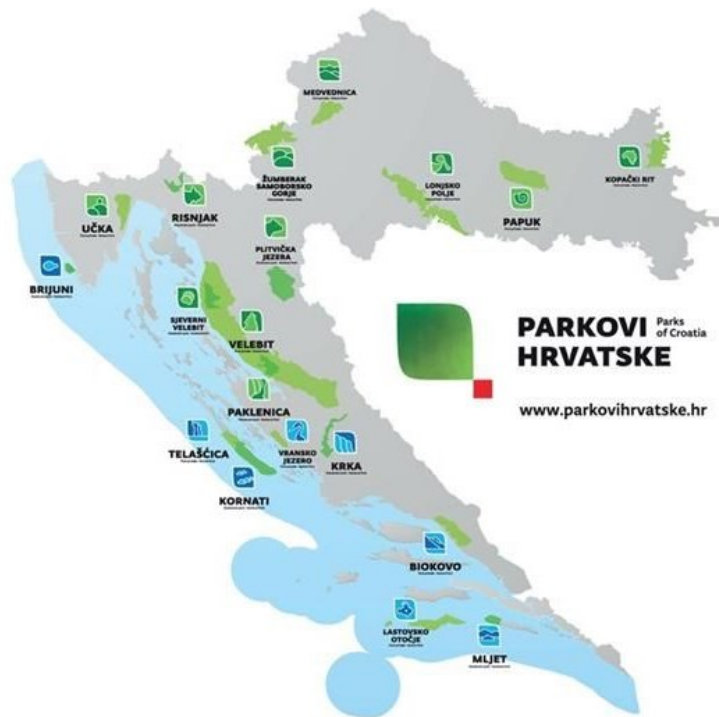 MEDVEDNICA
ŽUMBERAK
SAMOBORSKO
GORJE
LONJSKO
POLJE
KOPAČKI RIT
PAPUK
UČKA
RISNJAK
PLITVIČKA
JEZERA
BRIJUNI
SJEVERNI
VELEBIT
VELEBIT
PARKOVI Parks
of Croatia
HRVATSKE
www.parkovihrvatske.hr
PAKLENICA
TELAŠĆICA
VRANSKO
JEZERO
KRKA
KORNATI
BIOKOVO
LASTOVSKO
OTOČJE
MLJET